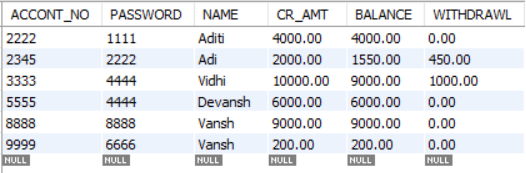 ACCONT_NO PASSWORD NAME CR_AMT BALANCE WITHDRAWL
2222 1111 Aditi 4000.00 4000.00 0.00
2345 2222 Adi 2000.00 1550.00 450.00
3333 4444 Vidhi 10000.00 9000.00 1000.00
5555 4444 Devansh 6000.00 6000.00 0.00
8888 8888 Vansh 9000.00 9000.00 0.00
9999 6666 Vansh 200.00 200.00 0.00
NULL NULL NULL NULL NULL NULL